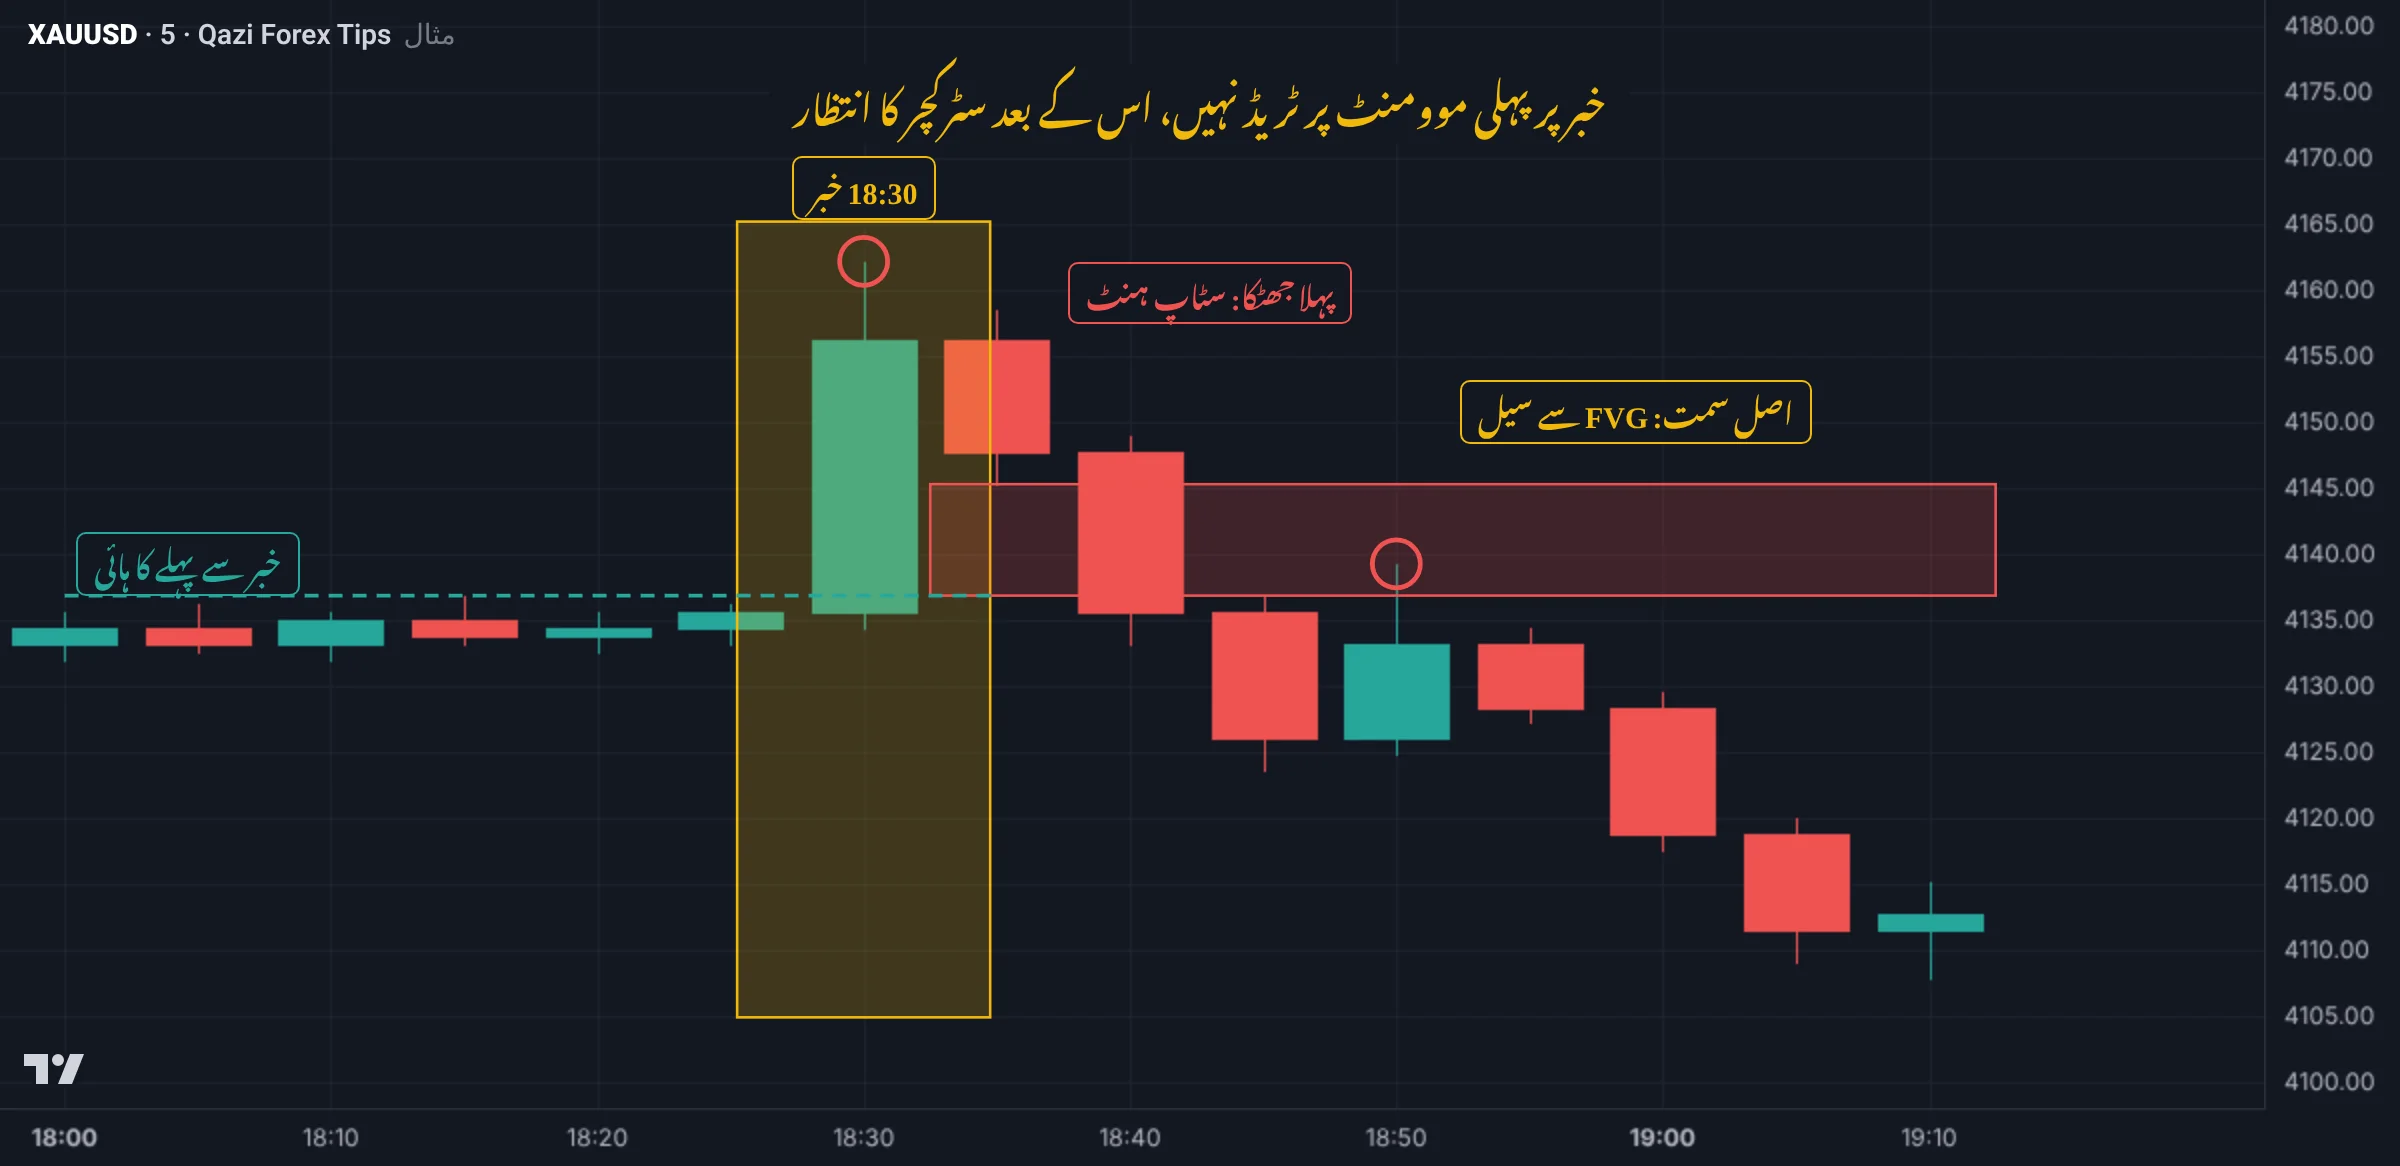 XAUUSD · 5 · Qazi Forex Tips مثال
خبر پر پہلی موومنٹ پر ٹریڈ نہیں، اس کے بعد سٹرکچر کا انتظار
18:30 خبر
پہلا جھٹکا: سٹاپ ہنٹ
اصل سمت: FVG سے سیل
خبر سے پہلے کا ہائی
4180.00
4175.00
4170.00
4165.00
4160.00
4155.00
4150.00
4145.00
4140.00
4135.00
4130.00
4125.00
4120.00
4115.00
4110.00
4105.00
4100.00
18:00 18:10 18:20 18:30 18:40 18:50 19:00 19:10